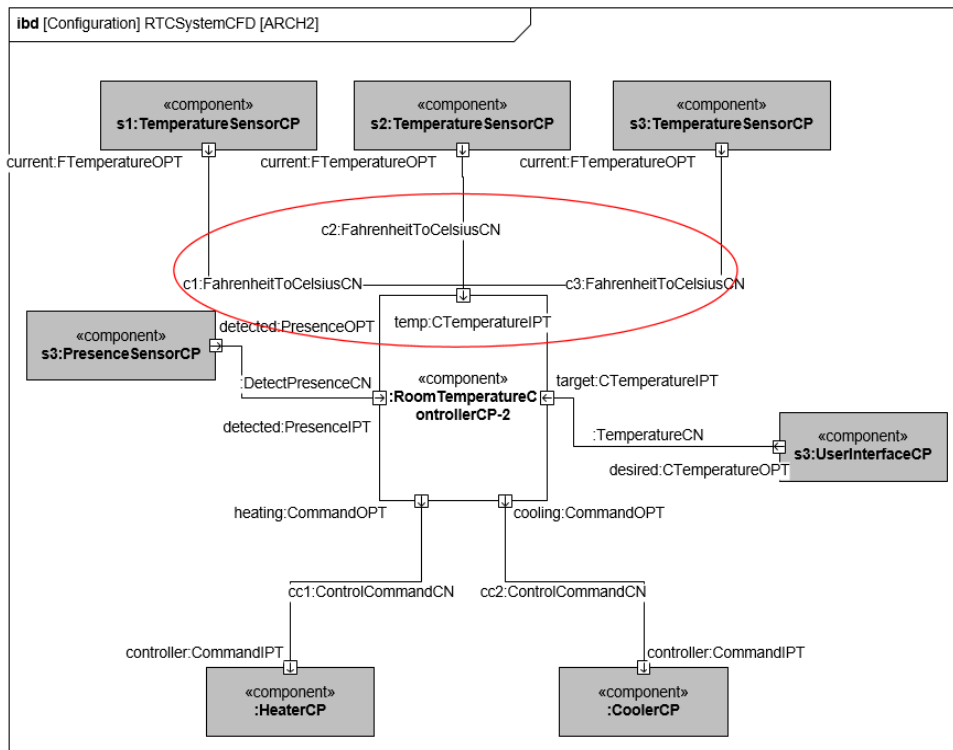 ibd [Configuration] RTCSystemCFD [ARCH2]
«component» «component» «component»
s1:TemperatureSensorCP s2:TemperatureSensorCP s3:TemperatureSensorCP
current:FTemperatureOPT current:FTemperatureOPT current:FTemperatureOPT
c2:FahrenheitToCelsiusCN
c1:FahrenheitToCelsiusCN c3:FahrenheitToCelsiusCN
temp:CTemperatureIPT
detected:PresenceOPT
«component»
s3:PresenceSensorCP
:DetectPresenceCN
detected:PresenceIPT
«component»
:RoomTemperatureC
ontrollerCP-2
target:CTemperatureIPT
:TemperatureCN
«component»
s3:UserInterfaceCP
desired:CTemperatureOPT
heating:CommandOPT cooling:CommandOPT
cc1:ControlCommandCN cc2:ControlCommandCN
controller:CommandIPT controller:CommandIPT
«component» «component»
:HeaterCP :CoolerCP